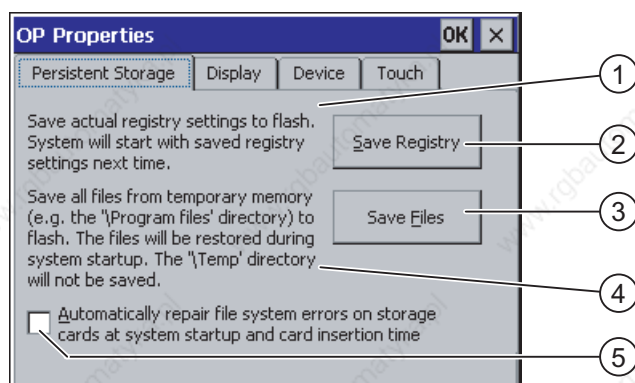 OP Properties OK ×
Persistent Storage Display Device Touch
Save actual registry settings to flash.
System will start with saved registry
settings next time.
Save Registry
Save all files from temporary memory
(e.g. the '\Program files' directory) to
flash. The files will be restored during
system startup. The '\Temp' directory
will not be saved.
Save Files
Automatically repair file system errors on storage
cards at system startup and card insertion time
1
2
3
4
5